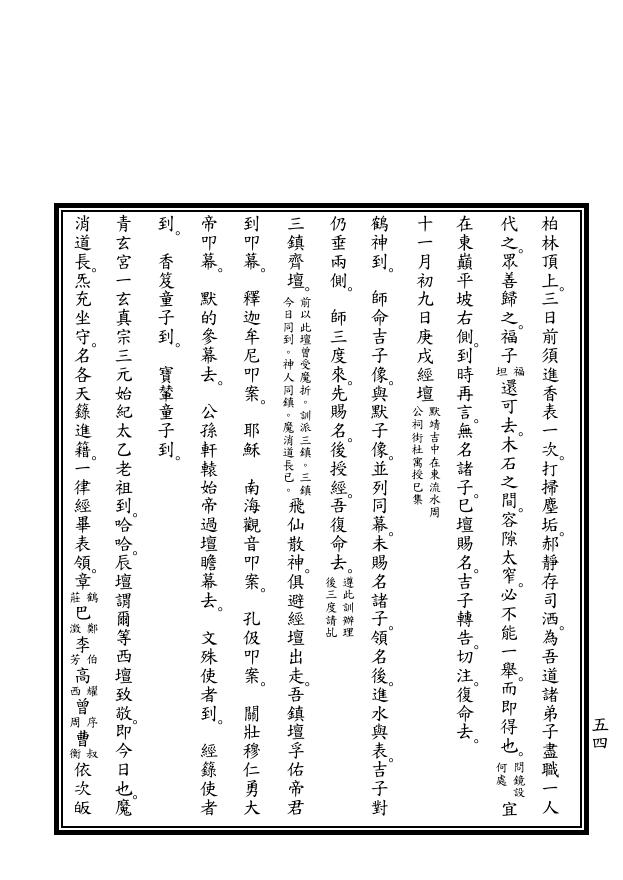 柏林頂上。三日前須進香表一次。打掃塵垢。郝靜存司洒。為吾道諸弟子盡職一人
代之。眾善歸之。福子福坦還可去。木石之間。容隙太窄。必不能一舉。而即得也。問鏡設何處宜
在東巔平坡右側。到時再言。無名諸子。巳壇賜名。吉子轉告。切注。復命去。
十一月初九日庚戌經壇默靖吉中在東流水周公祠街杜寓授巳集
鶴神到。 師命吉子像。與默子像。並列同幕。未賜名諸子。領名後。進水與表。吉子對
仍垂兩側。 師三度來。先賜名。後授經。吾復命去。遵此訓辦理後三度請乩
三鎮齊壇。前以此壇曾受魔折。訓派三鎮。三鎮今日同到。神人同鎮。魔消道長已。飛仙散神。俱避經壇出走。吾鎮壇孚佑帝君
到叩幕。 釋迦牟尼叩案。 耶穌 南海觀音叩案。 孔伋叩案。 關壯穆仁勇大
帝叩幕。 默的參幕去。 公孫軒轅始帝過壇瞻幕去。 文殊使者到。 經籙使者
到。 香笈童子到。 寶輦童子到。
青玄宮一玄真宗三元始紀太乙老祖到。哈哈。辰壇謂爾等西壇致敬。即今日也。魔
消道長。炁充坐守。名各天籙進籍。一律經畢表領。章鶴莊巴鄭澂李伯芳高耀西曾序周曹叔衡依次皈
五四